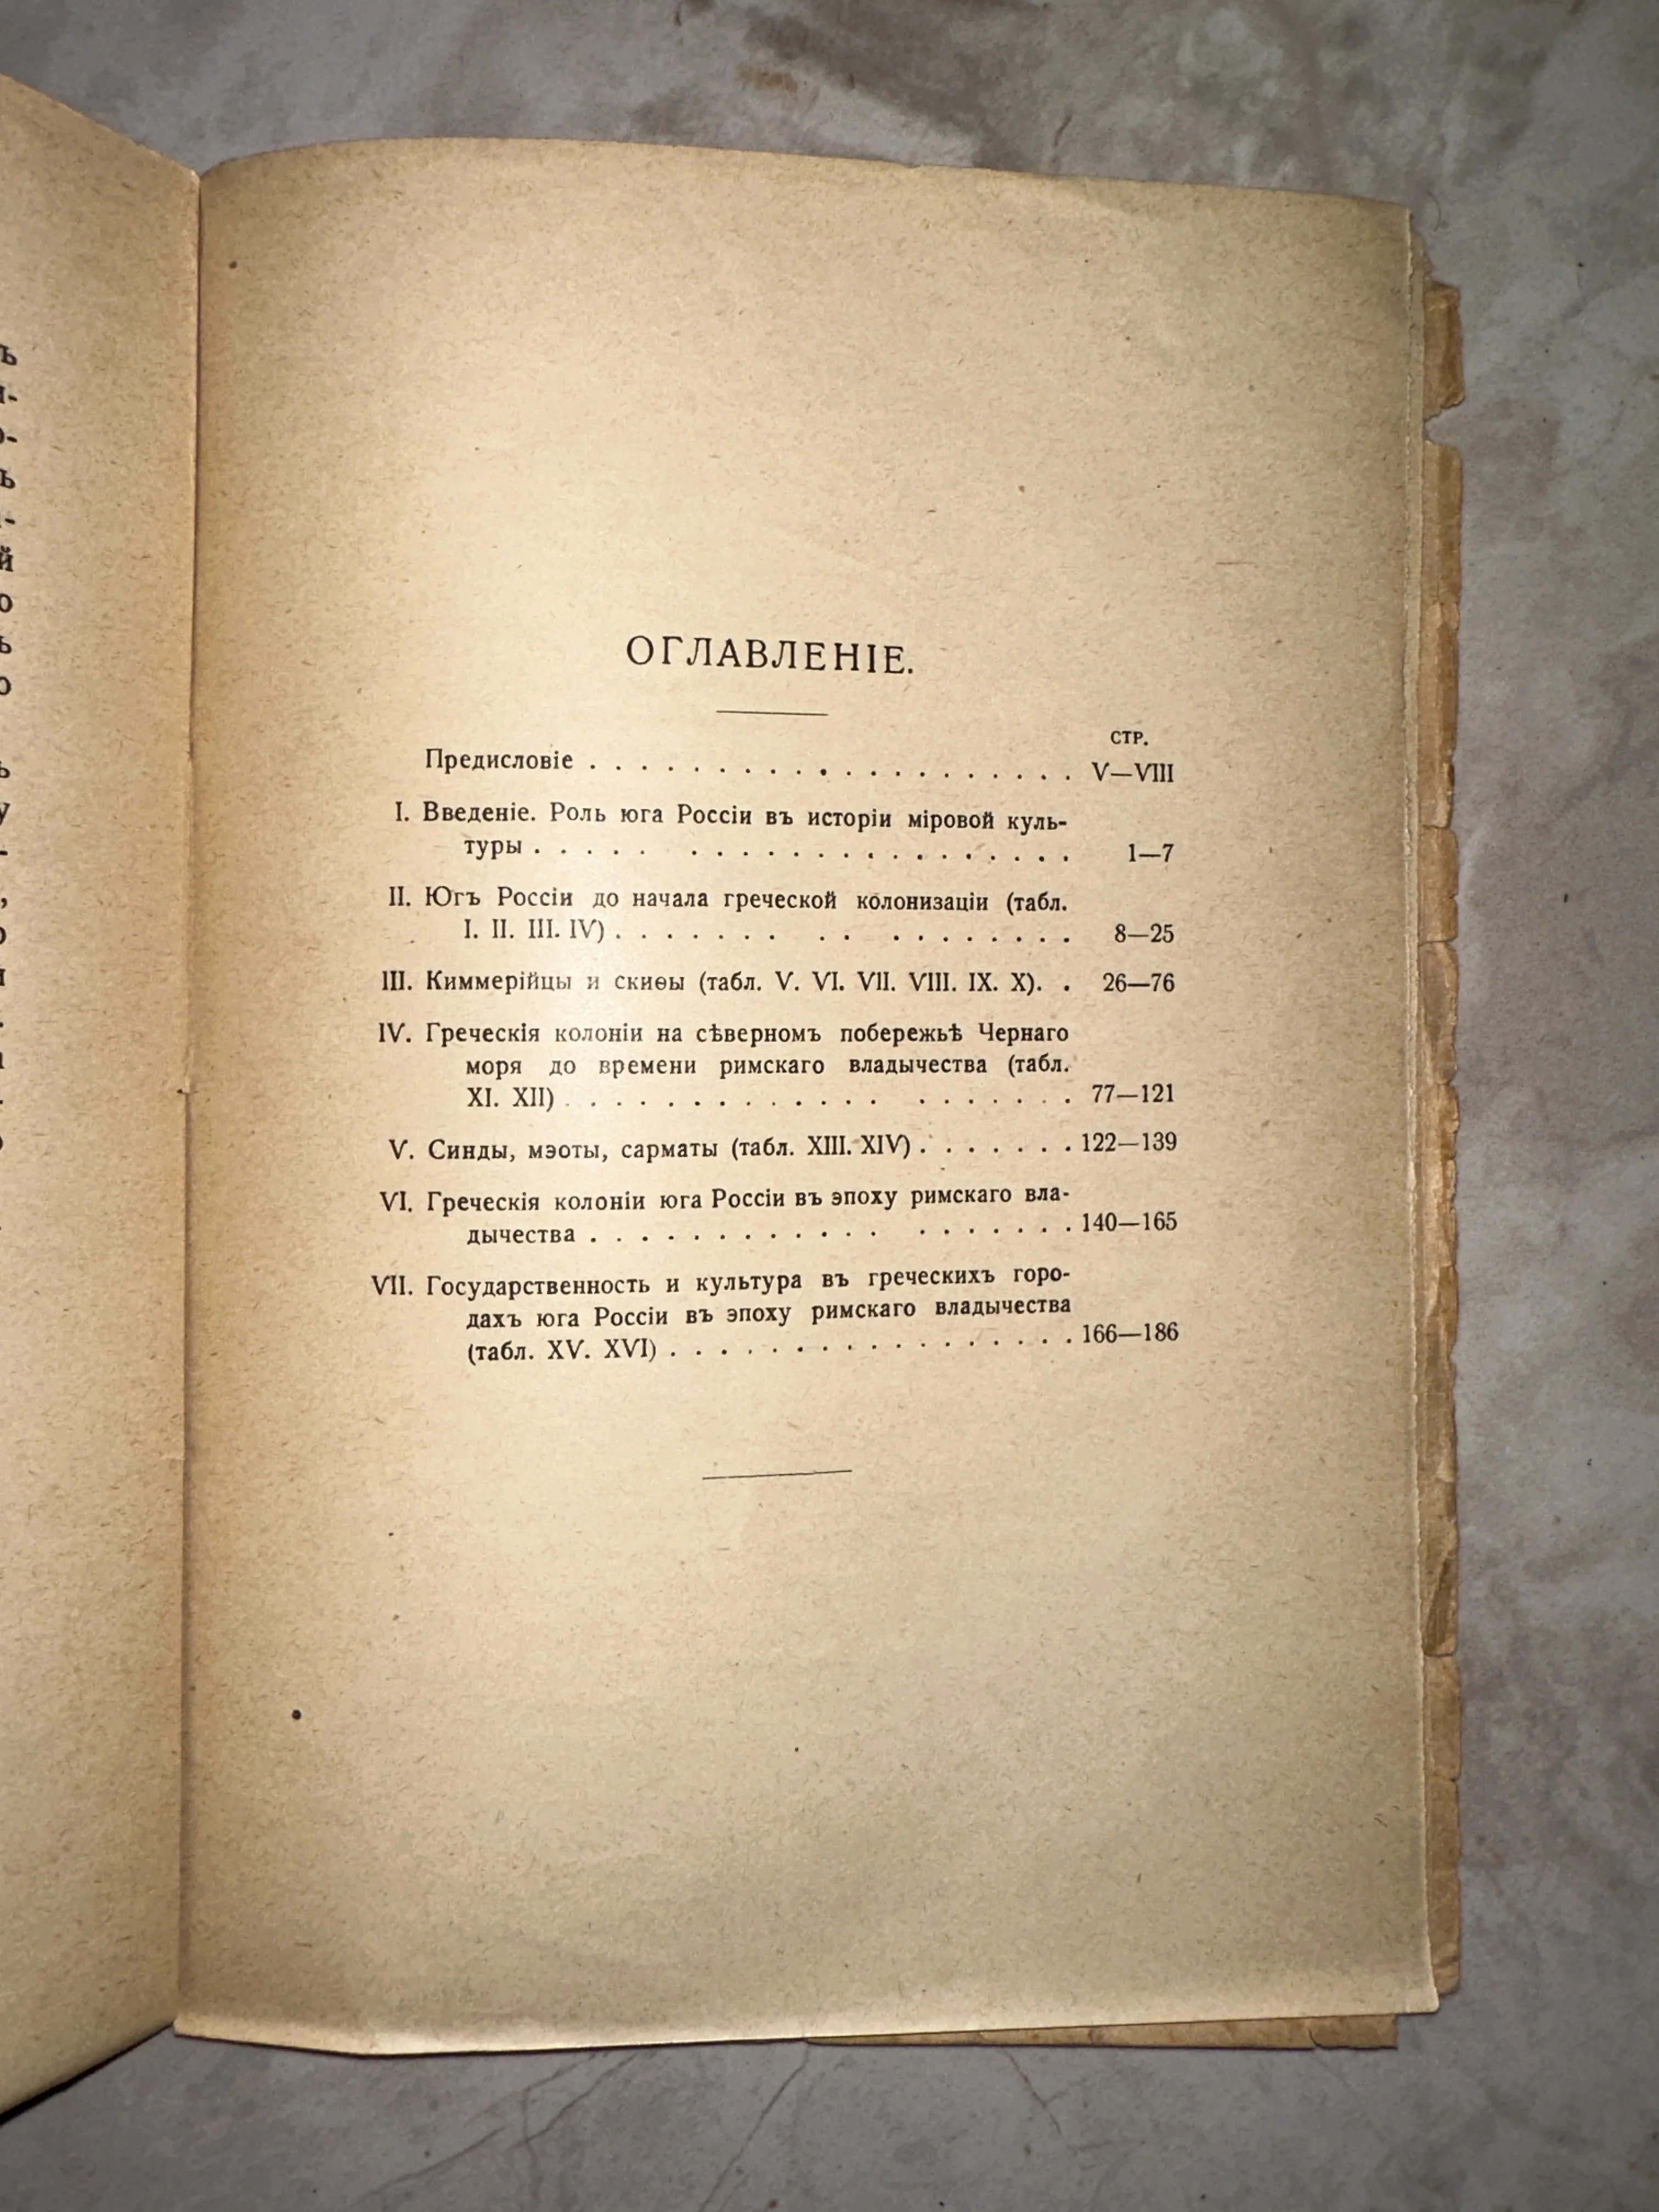 ОГЛАВЛЕНІЕ.
СТР.
Предисловіе . . . . . . . . . . . . . . . . . . . V—VIII
I. Введеніе. Роль юга Россіи въ исторіи міровой куль-
туры . . . . . . . . . . . . . . . . . . . . . 1—7
II. Югъ Россіи до начала греческой колонизаціи (табл.
I. II. III. IV) . . . . . . . . . . . . . . . . . 8—25
III. Киммерійцы и скиѳы (табл. V. VI. VII. VIII. IX. X). . 26—76
IV. Греческія колоніи на сѣверномъ побережьѣ Чернаго
моря до времени римскаго владычества (табл.
XI. XII) . . . . . . . . . . . . . . . . . . . . 77—121
V. Синды, мэоты, сарматы (табл. XIII. XIV) . . . . . . . 122—139
VI. Греческія колоніи юга Россіи въ эпоху римскаго вла-
дычества . . . . . . . . . . . . . . . . . . . 140—165
VII. Государственность и культура въ греческихъ горо-
дахъ юга Россіи въ эпоху римскаго владычества
(табл. XV. XVI) . . . . . . . . . . . . . . . . . 166—186